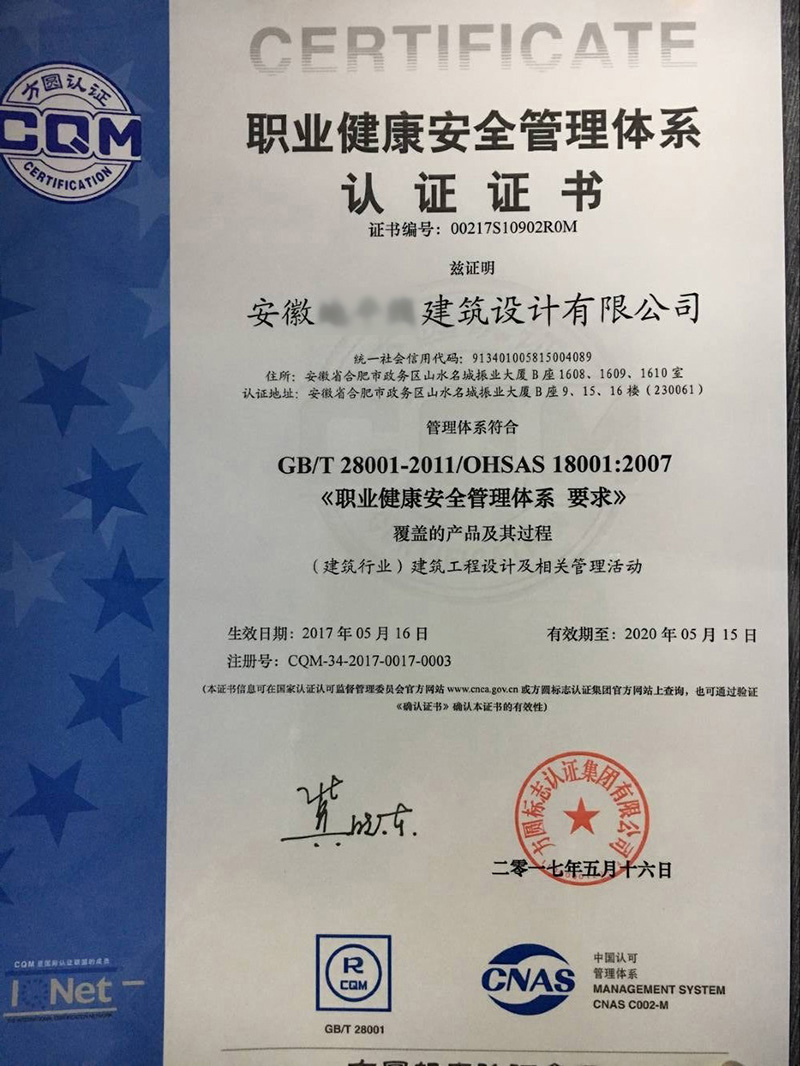 CERTIFICATE
方圆认证
CQM
CERTIFICATION
职业健康安全管理体系
认证证书
证书编号：00217S10902R0M
兹证明
安徽 建筑设计有限公司
统一社会信用代码：913401005815004089
住所：安徽省合肥市政务区山水名城振业大厦B座1608、1609、1610室
认证地址：安徽省合肥市政务区山水名城振业大厦B座9、15、16楼（230061）
管理体系符合
GB/T 28001-2011/OHSAS 18001:2007
《职业健康安全管理体系 要求》
覆盖的产品及其过程
（建筑行业）建筑工程设计及相关管理活动
生效日期：2017年05月16日
有效期至：2020年05月15日
注册号：CQM-34-2017-0017-0003
(本证书信息可在国家认证认可监督管理委员会官方网站 www.cnca.gov.cn 或方圆标志认证集团官方网站上查询，也可通过验证
《确认证书》确认本证书的有效性)
方圆标志认证集团有限公司
二零一七年五月十六日
CQM 是国际认证联盟的成员
IQNet
R
CQM
GB/T 28001
CNAS
中国认可
管理体系
MANAGEMENT SYSTEM
CNAS C002-M